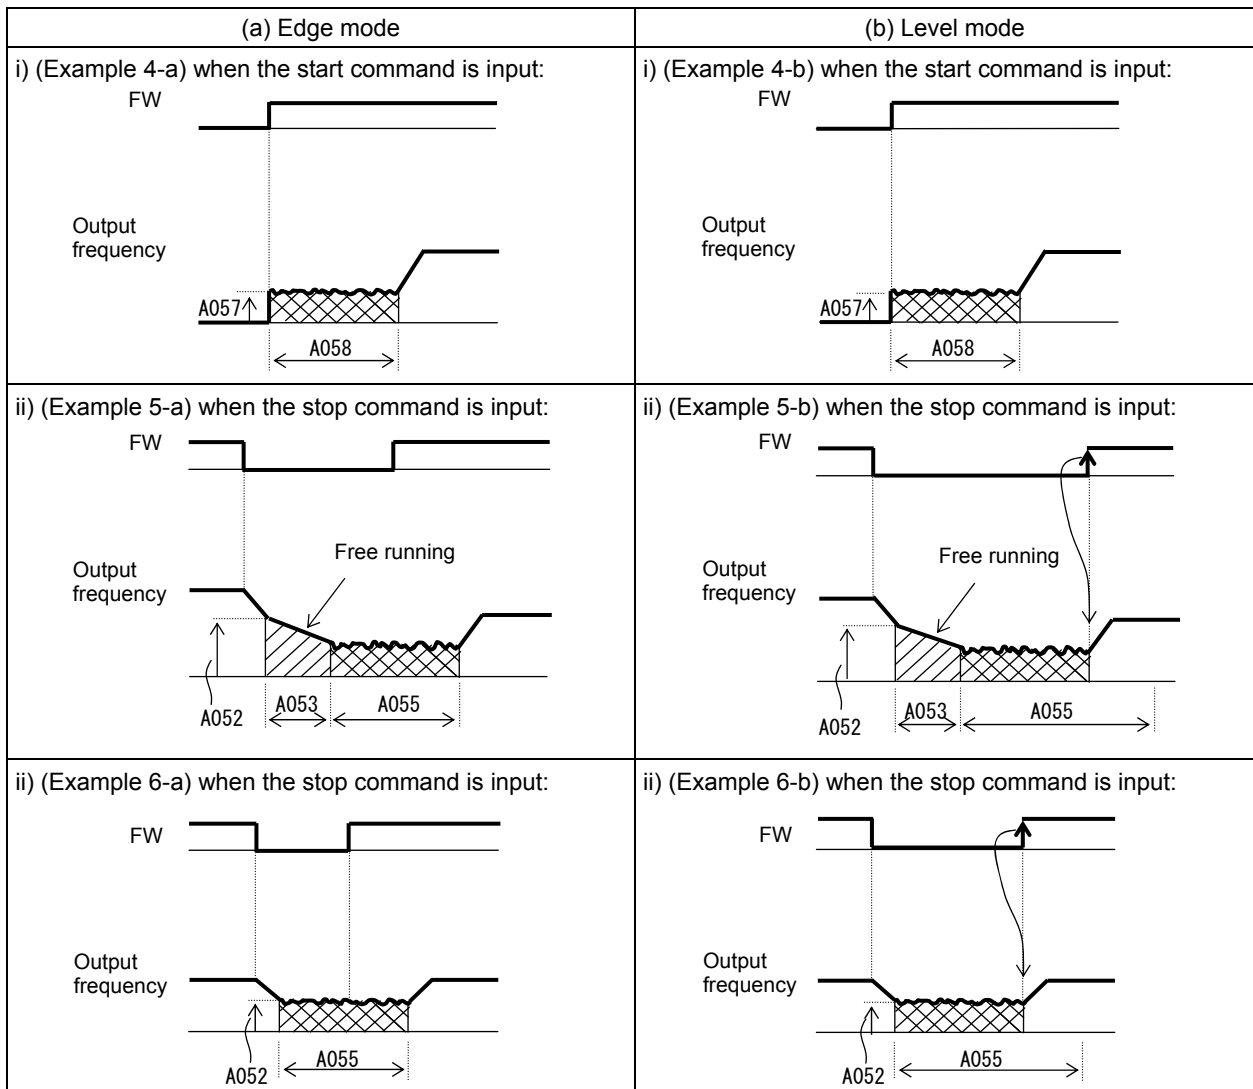 (a) Edge mode
(b) Level mode
i) (Example 4-a) when the start command is input:
FW
Output
frequency
A057
A058
i) (Example 4-b) when the start command is input:
FW
Output
frequency
A057
A058
ii) (Example 5-a) when the stop command is input:
FW
Free running
Output
frequency
A052
A053
A055
ii) (Example 5-b) when the stop command is input:
FW
Free running
Output
frequency
A052
A053
A055
ii) (Example 6-a) when the stop command is input:
FW
Output
frequency
A052
A055
ii) (Example 6-b) when the stop command is input:
FW
Output
frequency
A052
A055